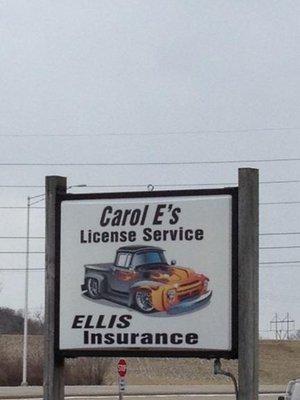 Carol E's
License Service
ELLIS
Insurance